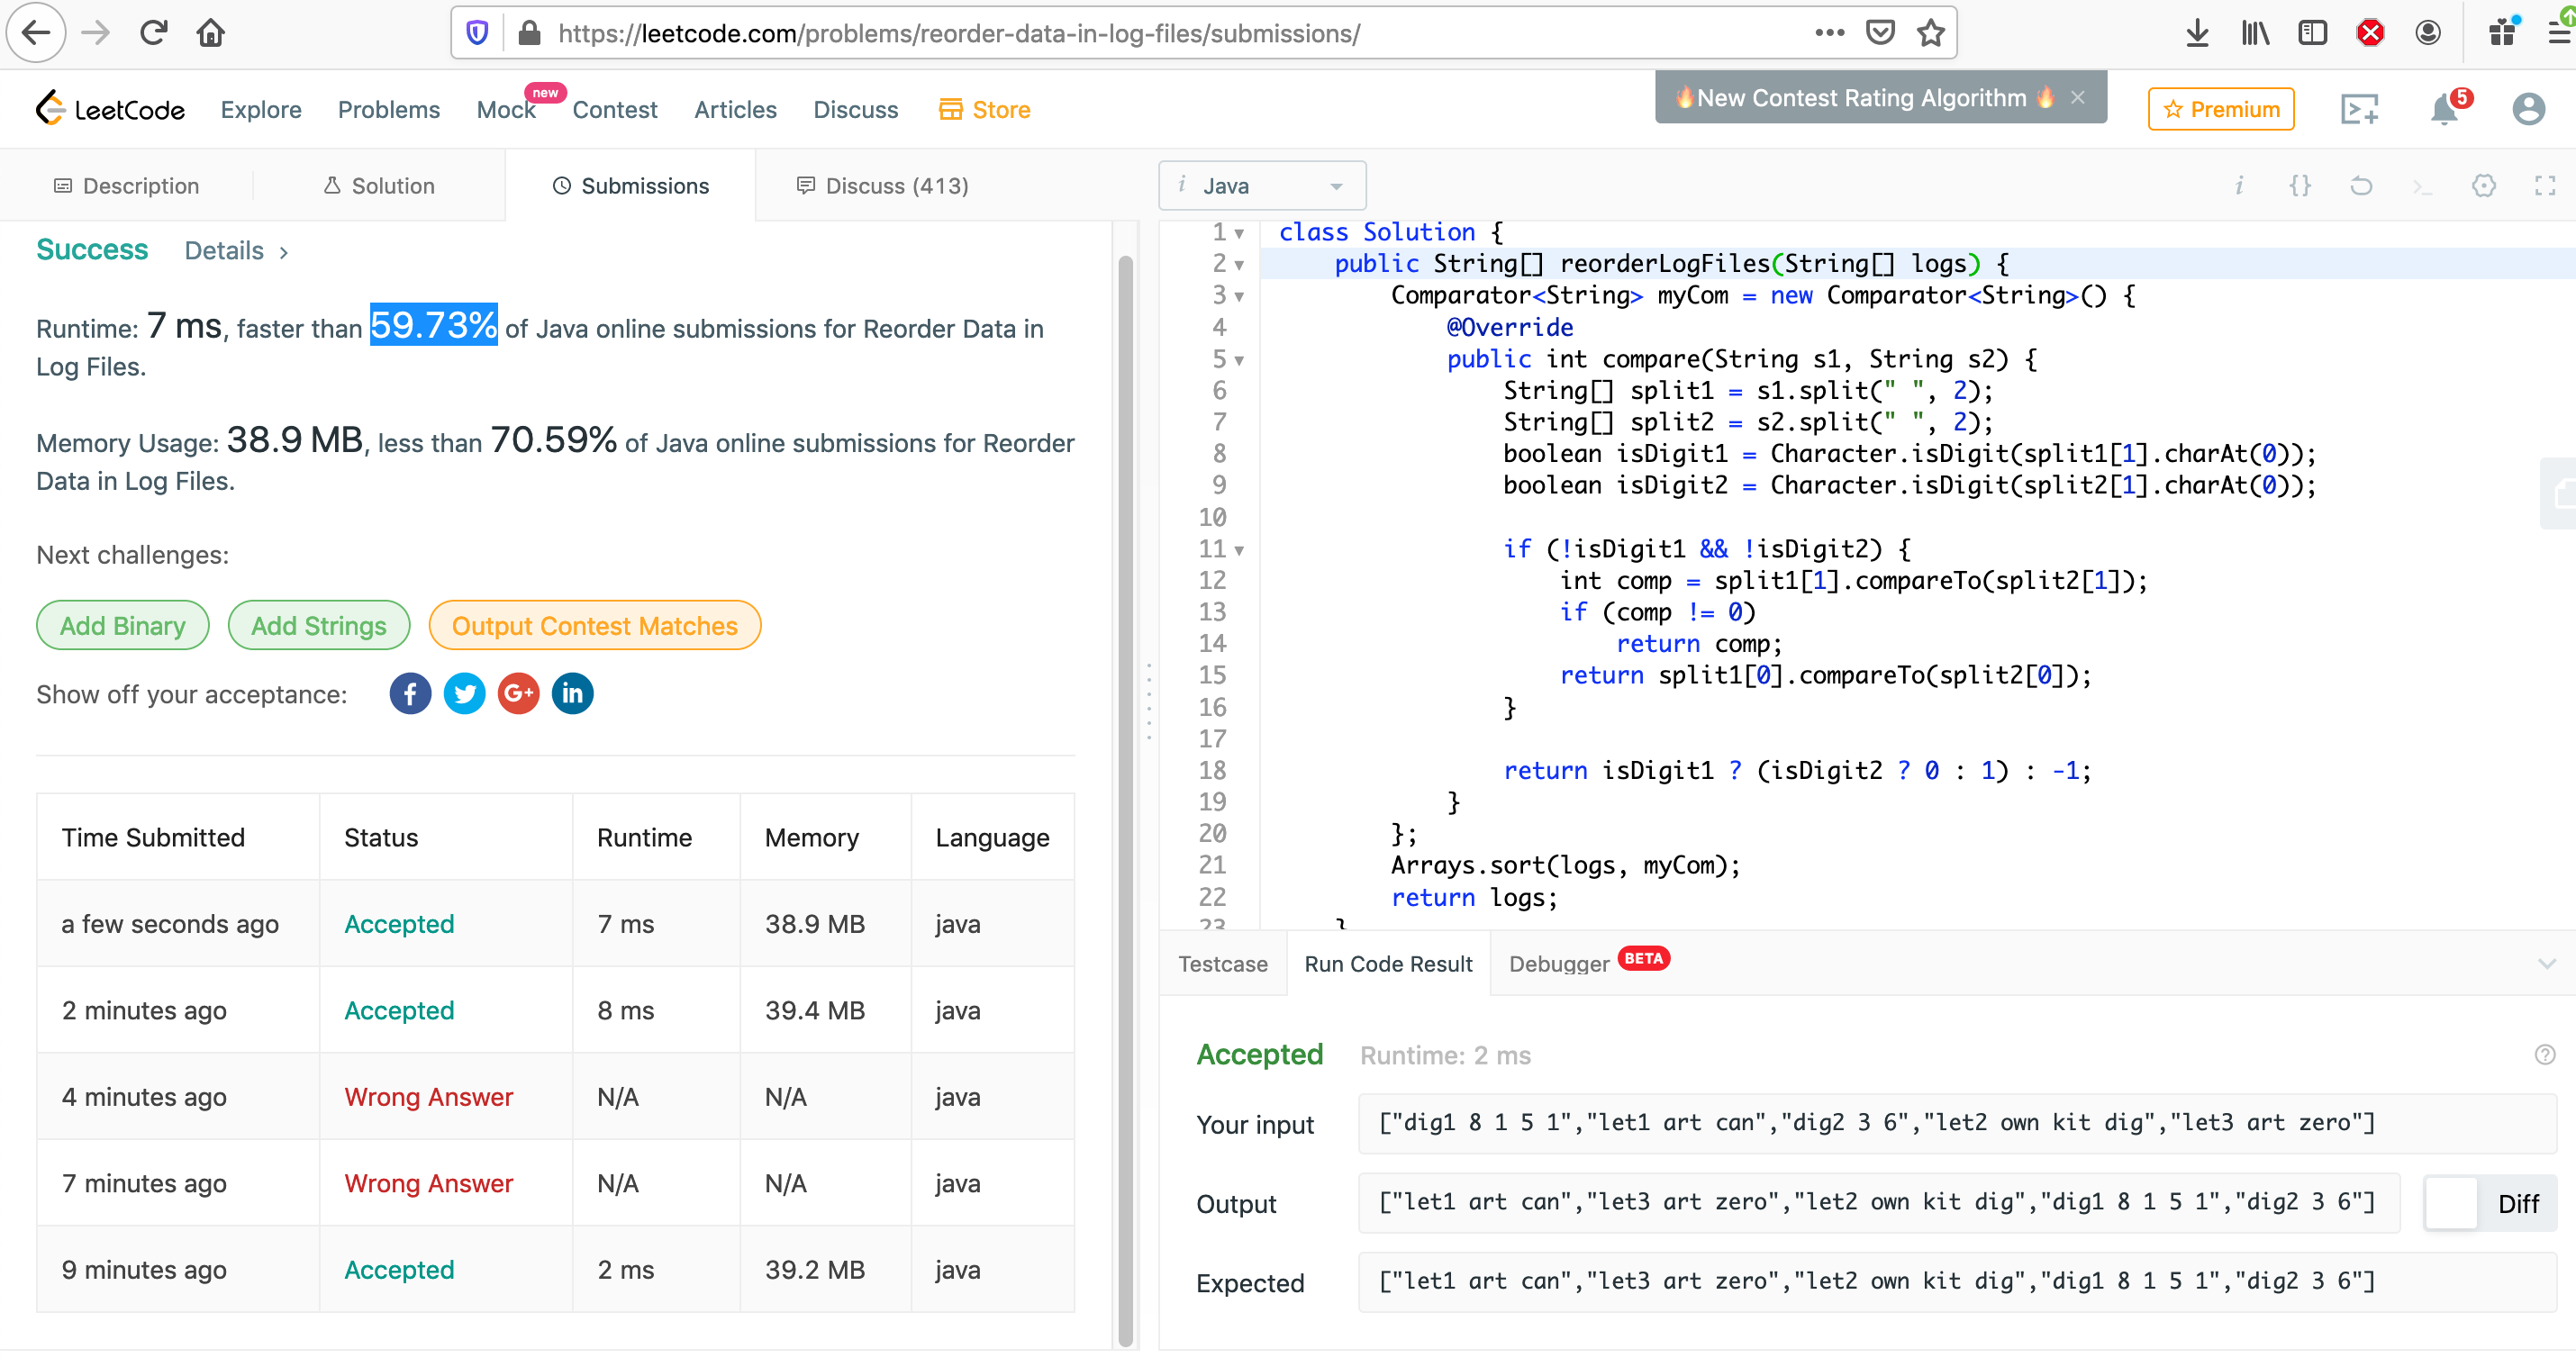 https://leetcode.com/problems/reorder-data-in-log-files/submissions/
LeetCode Explore Problems Mock new Contest Articles Discuss Store
🔥New Contest Rating Algorithm 🔥 ×
Premium
5
Description Solution Submissions Discuss (413)
Success Details >
Runtime: 7 ms, faster than 59.73% of Java online submissions for Reorder Data in
Log Files.
Memory Usage: 38.9 MB, less than 70.59% of Java online submissions for Reorder
Data in Log Files.
Next challenges:
Add Binary Add Strings Output Contest Matches
Show off your acceptance: f G+ in
Time Submitted Status Runtime Memory Language
a few seconds ago Accepted 7 ms 38.9 MB java
2 minutes ago Accepted 8 ms 39.4 MB java
4 minutes ago Wrong Answer N/A N/A java
7 minutes ago Wrong Answer N/A N/A java
9 minutes ago Accepted 2 ms 39.2 MB java
i Java
i {} >_
1 class Solution {
2 public String[] reorderLogFiles(String[] logs) {
3 Comparator<String> myCom = new Comparator<String>() {
4 @Override
5 public int compare(String s1, String s2) {
6 String[] split1 = s1.split(" ", 2);
7 String[] split2 = s2.split(" ", 2);
8 boolean isDigit1 = Character.isDigit(split1[1].charAt(0));
9 boolean isDigit2 = Character.isDigit(split2[1].charAt(0));
10
11 if (!isDigit1 && !isDigit2) {
12 int comp = split1[1].compareTo(split2[1]);
13 if (comp != 0)
14 return comp;
15 return split1[0].compareTo(split2[0]);
16 }
17
18 return isDigit1 ? (isDigit2 ? 0 : 1) : -1;
19 }
20 };
21 Arrays.sort(logs, myCom);
22 return logs;
23 }
Testcase Run Code Result Debugger BETA
Accepted Runtime: 2 ms
Your input ["dig1 8 1 5 1","let1 art can","dig2 3 6","let2 own kit dig","let3 art zero"]
Output ["let1 art can","let3 art zero","let2 own kit dig","dig1 8 1 5 1","dig2 3 6"] Diff
Expected ["let1 art can","let3 art zero","let2 own kit dig","dig1 8 1 5 1","dig2 3 6"]